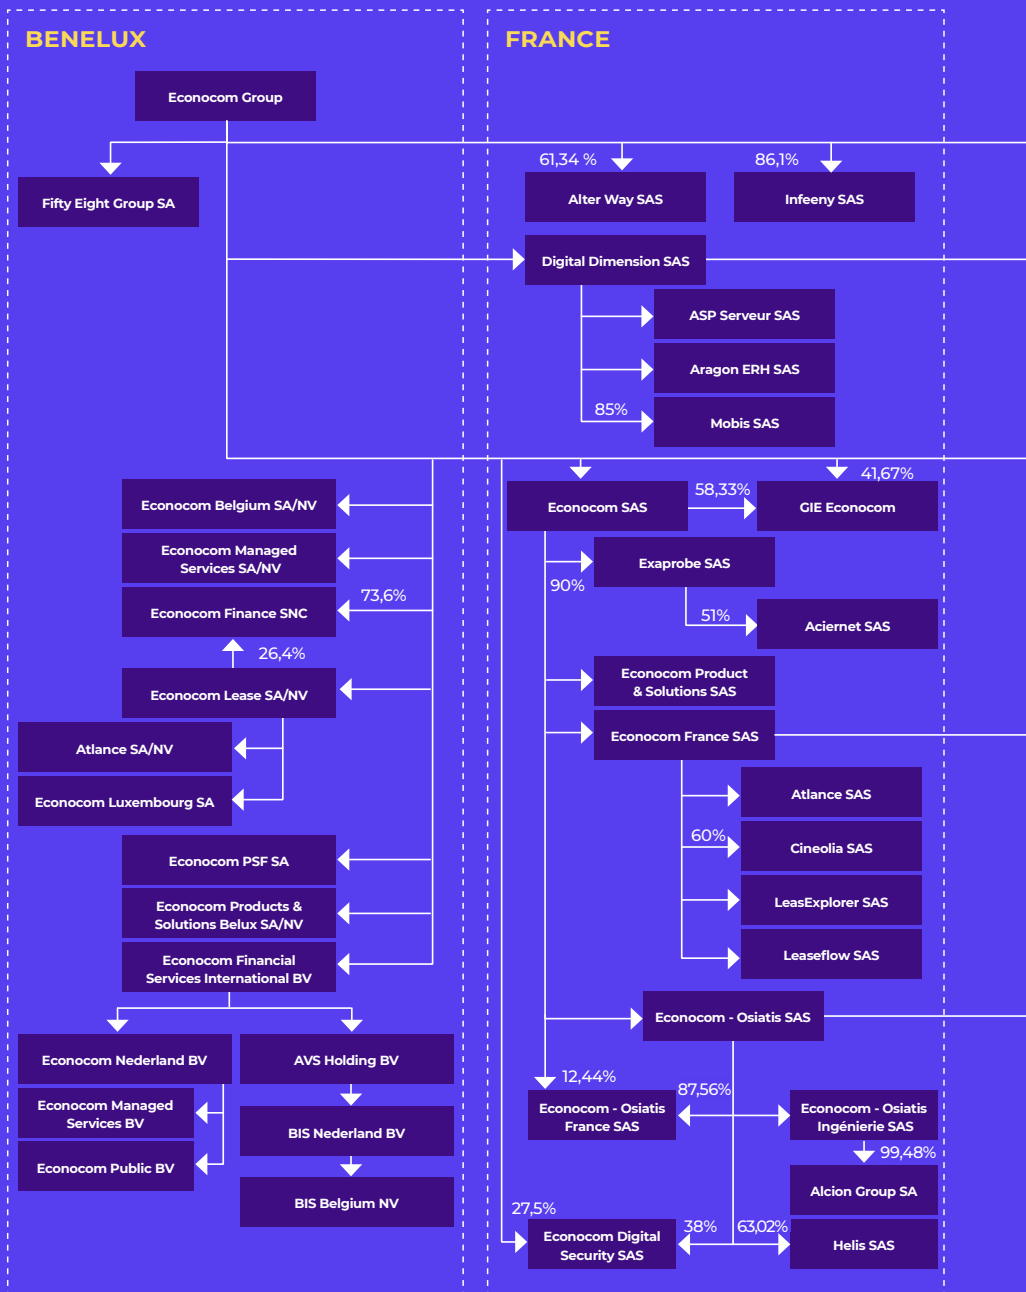 BENELUX
Econocom Group
Fifty Eight Group SA
Econocom Belgium SA/NV
Econocom Managed
Services SA/NV
73,6%
Econocom Finance SNC
26,4%
Econocom Lease SA/NV
Atlance SA/NV
Econocom Luxembourg SA
Econocom PSF SA
Econocom Products &
Solutions Belux SA/NV
Econocom Financial
Services International BV
Econocom Nederland BV
AVS Holding BV
Econocom Managed
Services BV
BIS Nederland BV
Econocom Public BV
BIS Belgium NV
FRANCE
61,34 %
86,1%
Alter Way SAS
Infeeny SAS
Digital Dimension SAS
ASP Serveur SAS
Aragon ERH SAS
85%
Mobis SAS
41,67%
58,33%
Econocom SAS
GIE Econocom
Exaprobe SAS
90%
51%
Aciernet SAS
Econocom Product
& Solutions SAS
Econocom France SAS
Atlance SAS
60%
Cineolia SAS
LeasExplorer SAS
Leaseflow SAS
Econocom - Osiatis SAS
12,44%
87,56%
Econocom - Osiatis
France SAS
Econocom - Osiatis
Ingénierie SAS
99,48%
Alcion Group SA
27,5%
38%
63,02%
Econocom Digital
Security SAS
Helis SAS